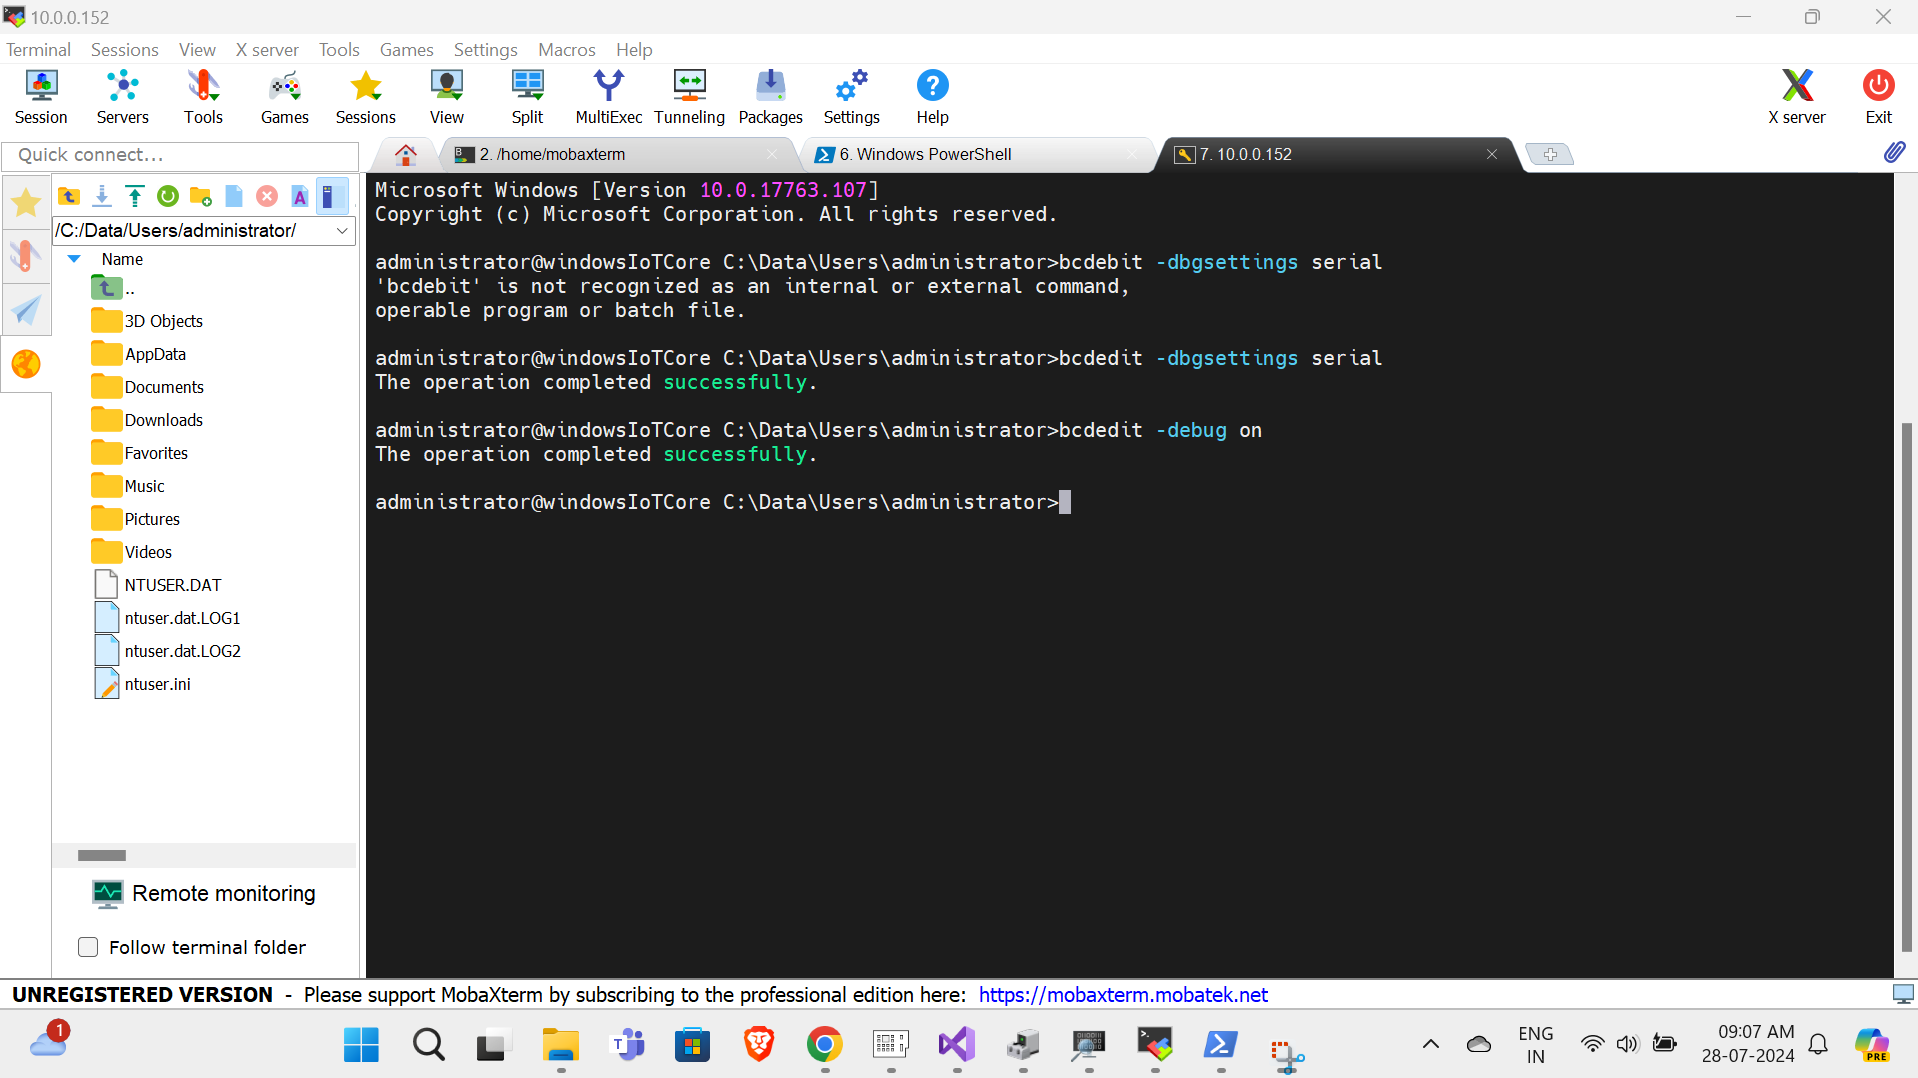 10.0.0.152
Terminal Sessions View X server Tools Games Settings Macros Help
Session Servers Tools Games Sessions View Split MultiExec Tunneling Packages Settings Help X server Exit
Quick connect...
2. /home/mobaxterm
6. Windows PowerShell
7. 10.0.0.152
/C:/Data/Users/administrator/
Name
..
3D Objects
AppData
Documents
Downloads
Favorites
Music
Pictures
Videos
NTUSER.DAT
ntuser.dat.LOG1
ntuser.dat.LOG2
ntuser.ini
Remote monitoring
Follow terminal folder
Microsoft Windows [Version 10.0.17763.107]
Copyright (c) Microsoft Corporation. All rights reserved.
administrator@windowsIoTCore C:\Data\Users\administrator>bcdebit -dbgsettings serial
'bcdebit' is not recognized as an internal or external command,
operable program or batch file.
administrator@windowsIoTCore C:\Data\Users\administrator>bcdedit -dbgsettings serial
The operation completed successfully.
administrator@windowsIoTCore C:\Data\Users\administrator>bcdedit -debug on
The operation completed successfully.
administrator@windowsIoTCore C:\Data\Users\administrator>
UNREGISTERED VERSION - Please support MobaXterm by subscribing to the professional edition here: https://mobaxterm.mobatek.net
1
ENG
IN
09:07 AM
28-07-2024
PRE